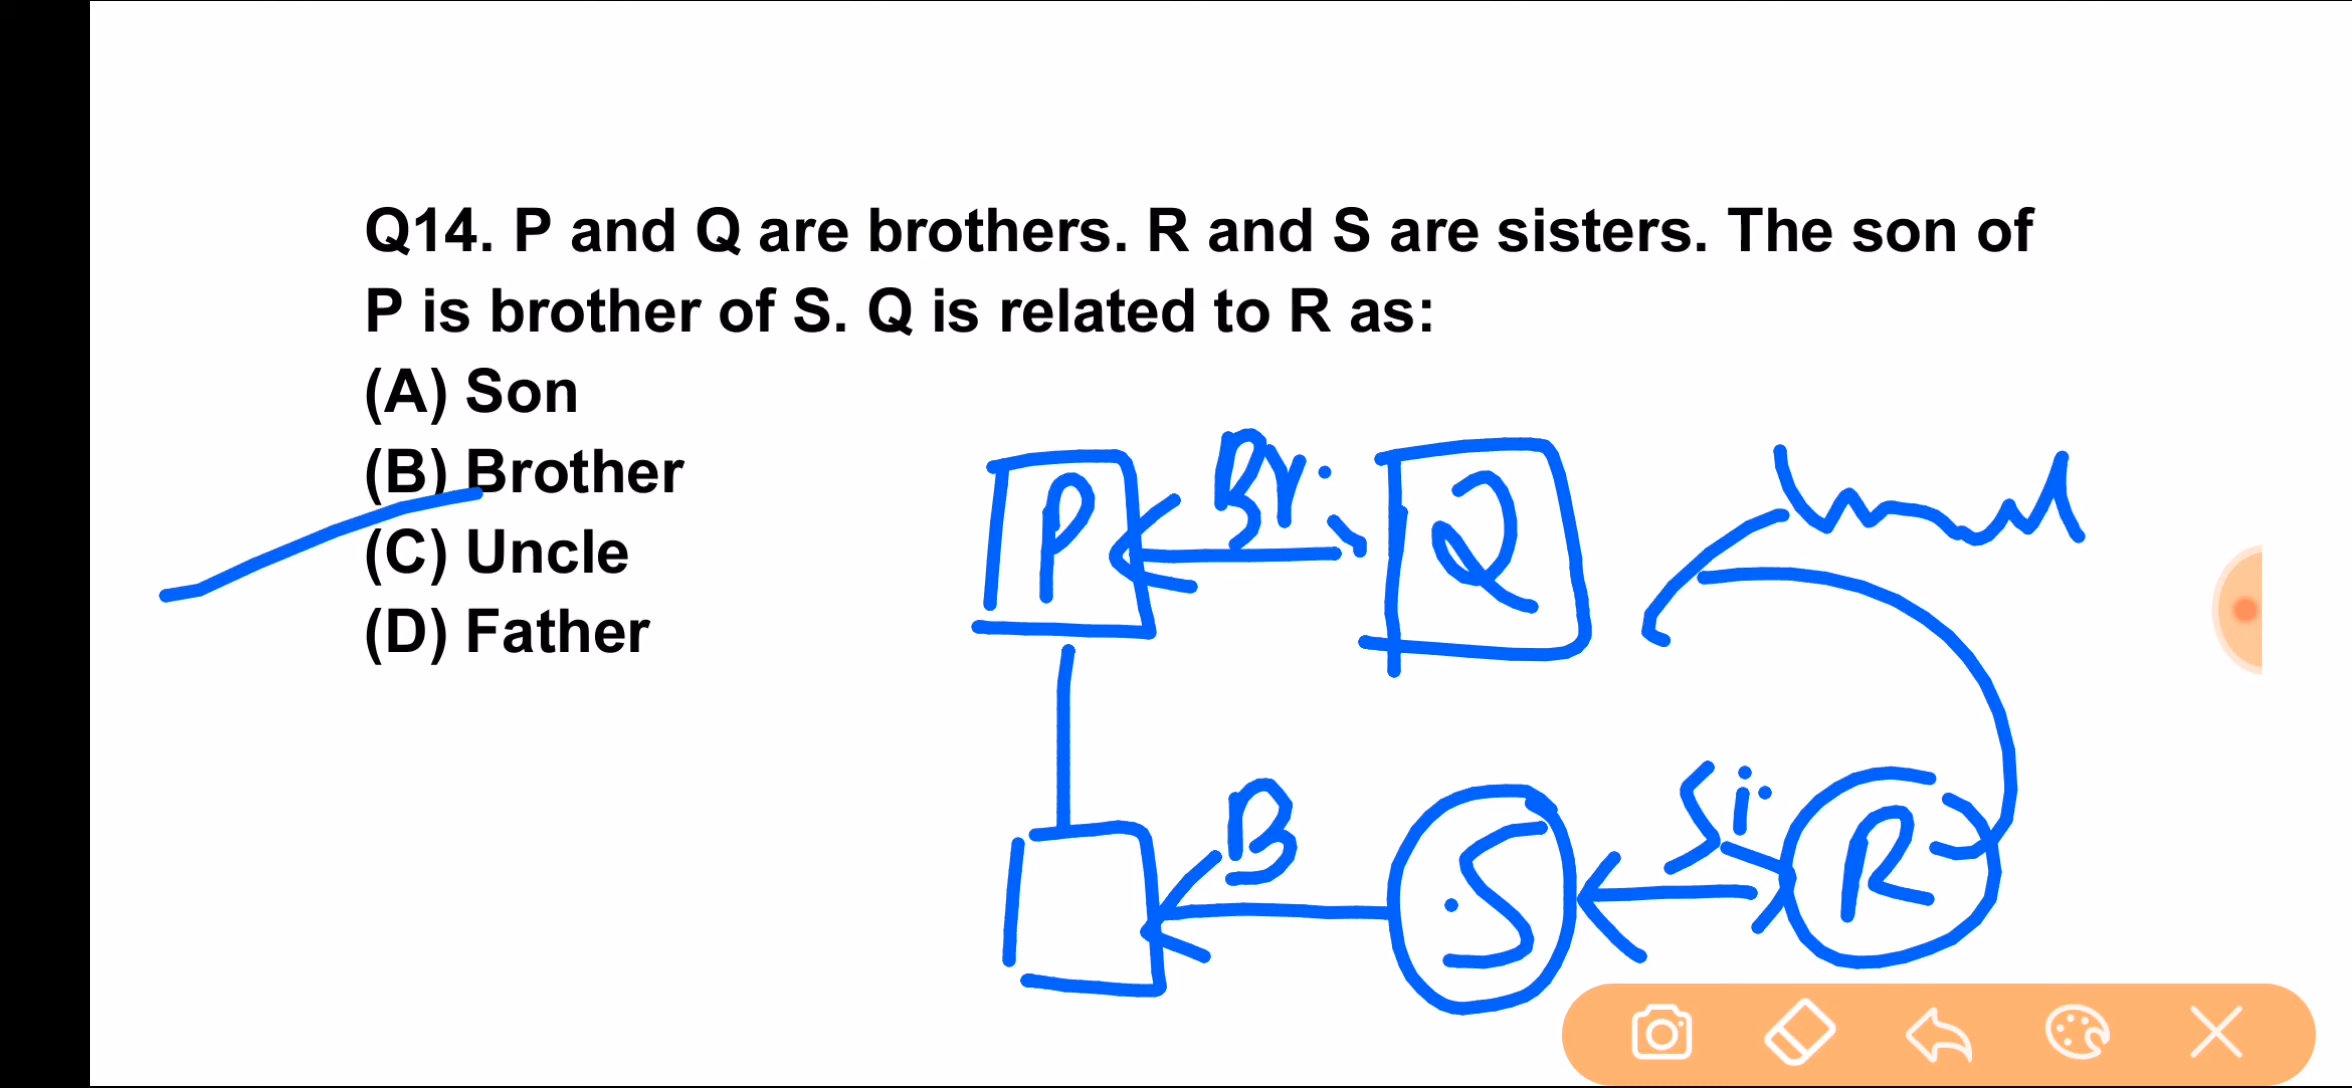 Q14. P and Q are brothers. R and S are sisters. The son of
P is brother of S. Q is related to R as:
(A) Son
(B) Brother
(C) Uncle
(D) Father
P Br. Q
B S Si. R